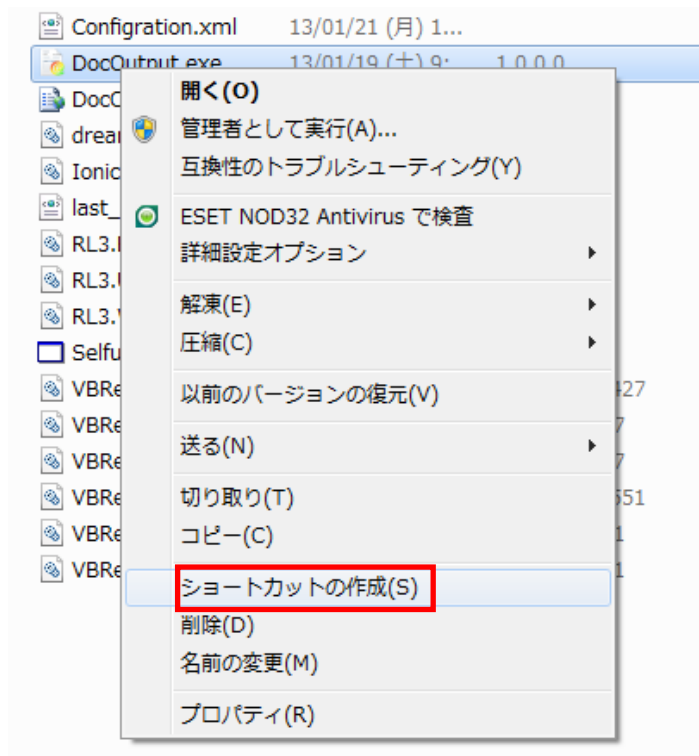 Configration.xml 13/01/21 (月) 1...
DocOutput.exe 13/01/19 (土) 9: 1.0.0.0
開く(O)
DocC
管理者として実行(A)...
drea
互換性のトラブルシューティング(Y)
Ionic
last_
ESET NOD32 Antivirus で検査
RL3.
詳細設定オプション
RL3.
解凍(E)
RL3.
圧縮(C)
Selfu
VBRe
以前のバージョンの復元(V)
427
VBRe
7
送る(N)
VBRe
7
VBRe
切り取り(T)
551
VBRe
コピー(C)
1
VBRe
1
ショートカットの作成(S)
削除(D)
名前の変更(M)
プロパティ(R)